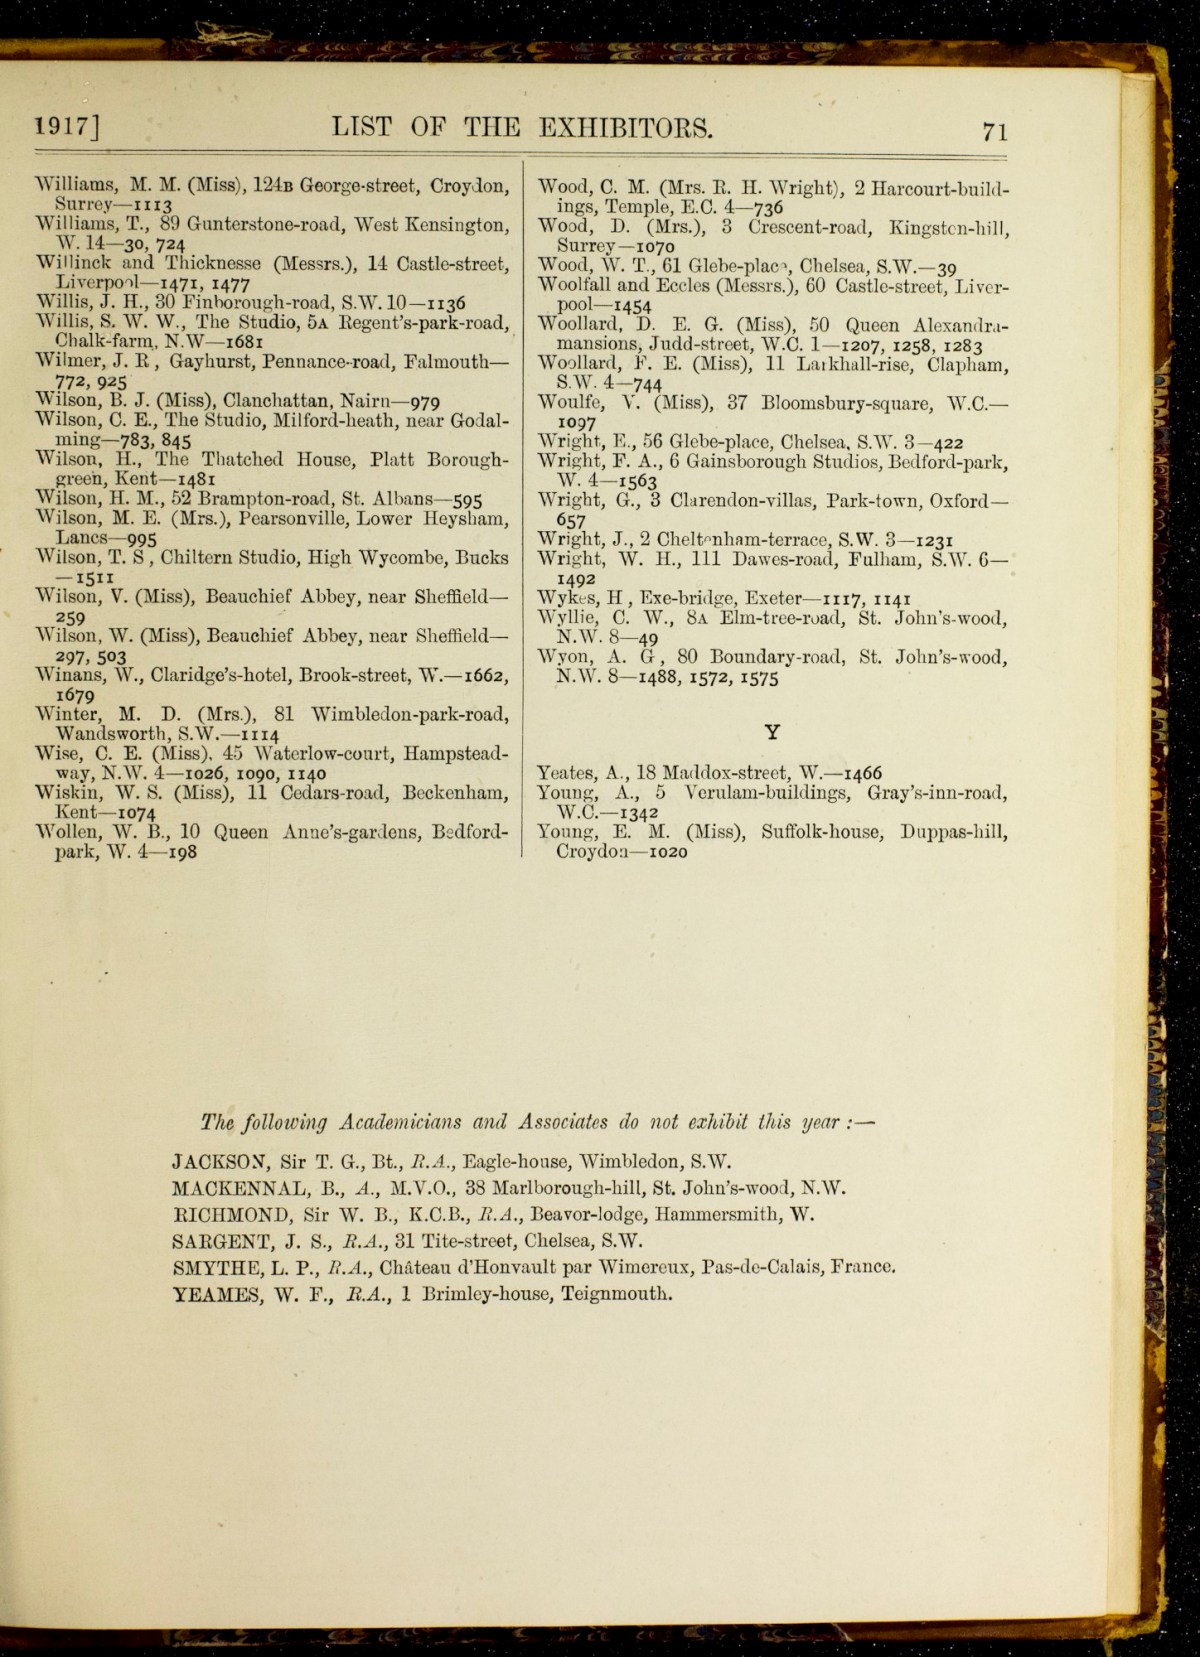 1917]
LIST OF THE EXHIBITORS.
71
Williams, M. M. (Miss), 124B George-street, Croydon,
Surrey—1113
Williams, T., 89 Gunterstone-road, West Kensington,
W. 14—30, 724
Willinck and Thicknesse (Messrs.), 14 Castle-street,
Liverpool—1471, 1477
Willis, J. H., 30 Finborough-road, S.W. 10—1136
Willis, S. W. W., The Studio, 5A Regent's-park-road,
Chalk-farm, N.W—1681
Wilmer, J. R , Gayhurst, Pennance-road, Falmouth—
772, 925
Wilson, B. J. (Miss), Clanchattan, Nairn—979
Wilson, C. E., The Studio, Milford-heath, near Godal-
ming—783, 845
Wilson, H., The Thatched House, Platt Borough-
green, Kent—1481
Wilson, H. M., 52 Brampton-road, St. Albans—595
Wilson, M. E. (Mrs.), Pearsonville, Lower Heysham,
Lancs—995
Wilson, T. S , Chiltern Studio, High Wycombe, Bucks
—1511
Wilson, V. (Miss), Beauchief Abbey, near Sheffield—
259
Wilson, W. (Miss), Beauchief Abbey, near Sheffield—
297, 503
Winans, W., Claridge's-hotel, Brook-street, W.—1662,
1679
Winter, M. D. (Mrs.), 81 Wimbledon-park-road,
Wandsworth, S.W.—1114
Wise, C. E. (Miss), 45 Waterlow-court, Hampstead-
way, N.W. 4—1026, 1090, 1140
Wiskin, W. S. (Miss), 11 Cedars-road, Beckenham,
Kent—1074
Wollen, W. B., 10 Queen Anne's-gardens, Bedford-
park, W. 4—198
Wood, C. M. (Mrs. R. H. Wright), 2 Harcourt-build-
ings, Temple, E.C. 4—736
Wood, D. (Mrs.), 3 Crescent-road, Kingston-hill,
Surrey—1070
Wood, W. T., 61 Glebe-place, Chelsea, S.W.—39
Woolfall and Eccles (Messrs.), 60 Castle-street, Liver-
pool—1454
Woollard, D. E. G. (Miss), 50 Queen Alexandra-
mansions, Judd-street, W.C. 1—1207, 1258, 1283
Woollard, F. E. (Miss), 11 Larkhall-rise, Clapham,
S.W. 4—744
Woulfe, V. (Miss), 37 Bloomsbury-square, W.C.—
1097
Wright, E., 56 Glebe-place, Chelsea, S.W. 3—422
Wright, F. A., 6 Gainsborough Studios, Bedford-park,
W. 4—1563
Wright, G., 3 Clarendon-villas, Park-town, Oxford—
657
Wright, J., 2 Cheltenham-terrace, S.W. 3—1231
Wright, W. H., 111 Dawes-road, Fulham, S.W. 6—
1492
Wykes, H , Exe-bridge, Exeter—1117, 1141
Wyllie, C. W., 8A Elm-tree-road, St. John's-wood,
N.W. 8—49
Wyon, A. G , 80 Boundary-road, St. John's-wood,
N.W. 8—1488, 1572, 1575
Y
Yeates, A., 18 Maddox-street, W.—1466
Young, A., 5 Verulam-buildings, Gray's-inn-road,
W.C.—1342
Young, E. M. (Miss), Suffolk-house, Duppas-hill,
Croydon—1020
The following Academicians and Associates do not exhibit this year :—
JACKSON, Sir T. G., Bt., R.A., Eagle-house, Wimbledon, S.W.
MACKENNAL, B., A., M.V.O., 38 Marlborough-hill, St. John's-wood, N.W.
RICHMOND, Sir W. B., K.C.B., R.A., Beavor-lodge, Hammersmith, W.
SARGENT, J. S., R.A., 31 Tite-street, Chelsea, S.W.
SMYTHE, L. P., R.A., Château d'Honvault par Wimereux, Pas-de-Calais, France.
YEAMES, W. F., R.A., 1 Brimley-house, Teignmouth.